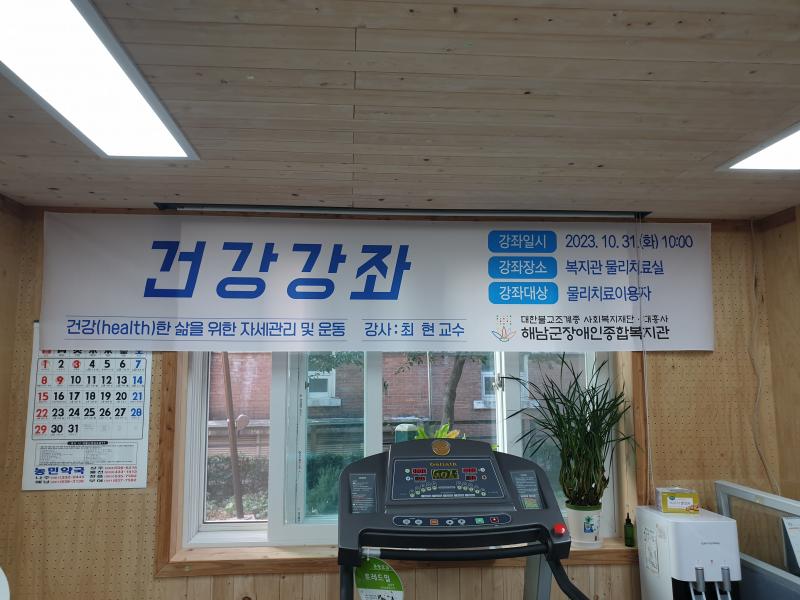 건강강좌
건강(health)한 삶을 위한 자세관리 및 운동 강사 : 최 현 교수
강좌일시 2023. 10. 31.(화) 10:00
강좌장소 복지관 물리치료실
강좌대상 물리치료이용자
대한불교조계종 사회복지재단 · 대흥사
해남군장애인종합복지관
1 2 3 4 5 6 7
8 9 10 11 12 13 14
15 16 17 18 19 20 21
22 23 24 25 26 27 28
29 30 31
농민약국
트레드밀